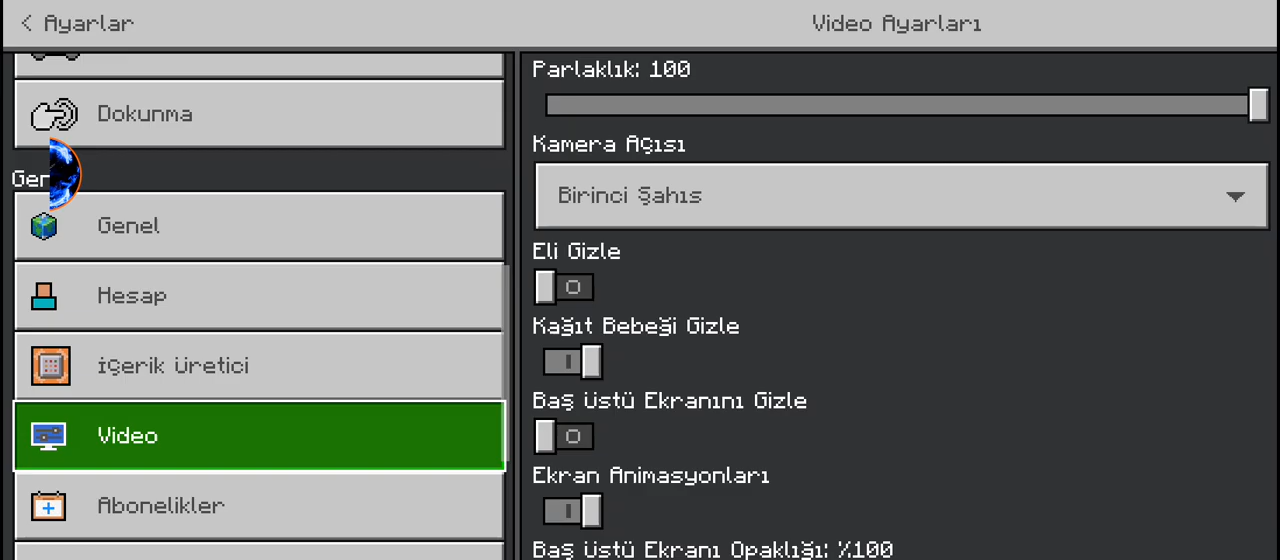 < Ayarlar
Video Ayarları
Dokunma
Genel
Hesap
İçerik Üretici
Video
Abonelikler
Parlaklık: 100
Kamera Açısı
Birinci Şahıs
Eli Gizle
Kağıt Bebeği Gizle
Baş Üstü Ekranını Gizle
Ekran Animasyonları
Baş Üstü Ekranı Opaklığı: %100